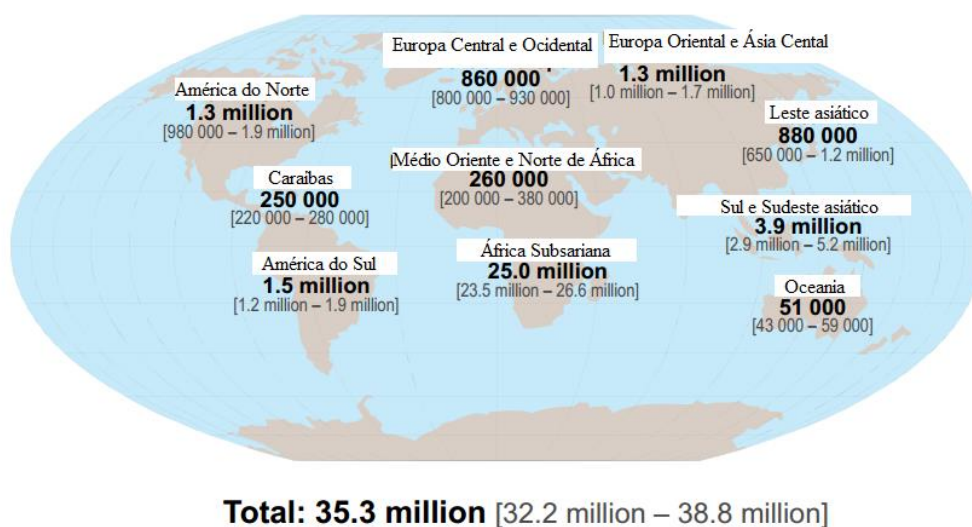 Europa Central e Ocidental
860 000
[800 000 – 930 000]
Europa Oriental e Ásia Cental
1.3 million
[1.0 million – 1.7 million]
América do Norte
1.3 million
[980 000 – 1.9 million]
Leste asiático
880 000
[650 000 – 1.2 million]
Médio Oriente e Norte de África
260 000
[200 000 – 380 000]
Caraíbas
250 000
[220 000 – 280 000]
Sul e Sudeste asiático
3.9 million
[2.9 million – 5.2 million]
América do Sul
1.5 million
[1.2 million – 1.9 million]
África Subsariana
25.0 million
[23.5 million – 26.6 million]
Oceania
51 000
[43 000 – 59 000]
Total: 35.3 million [32.2 million – 38.8 million]